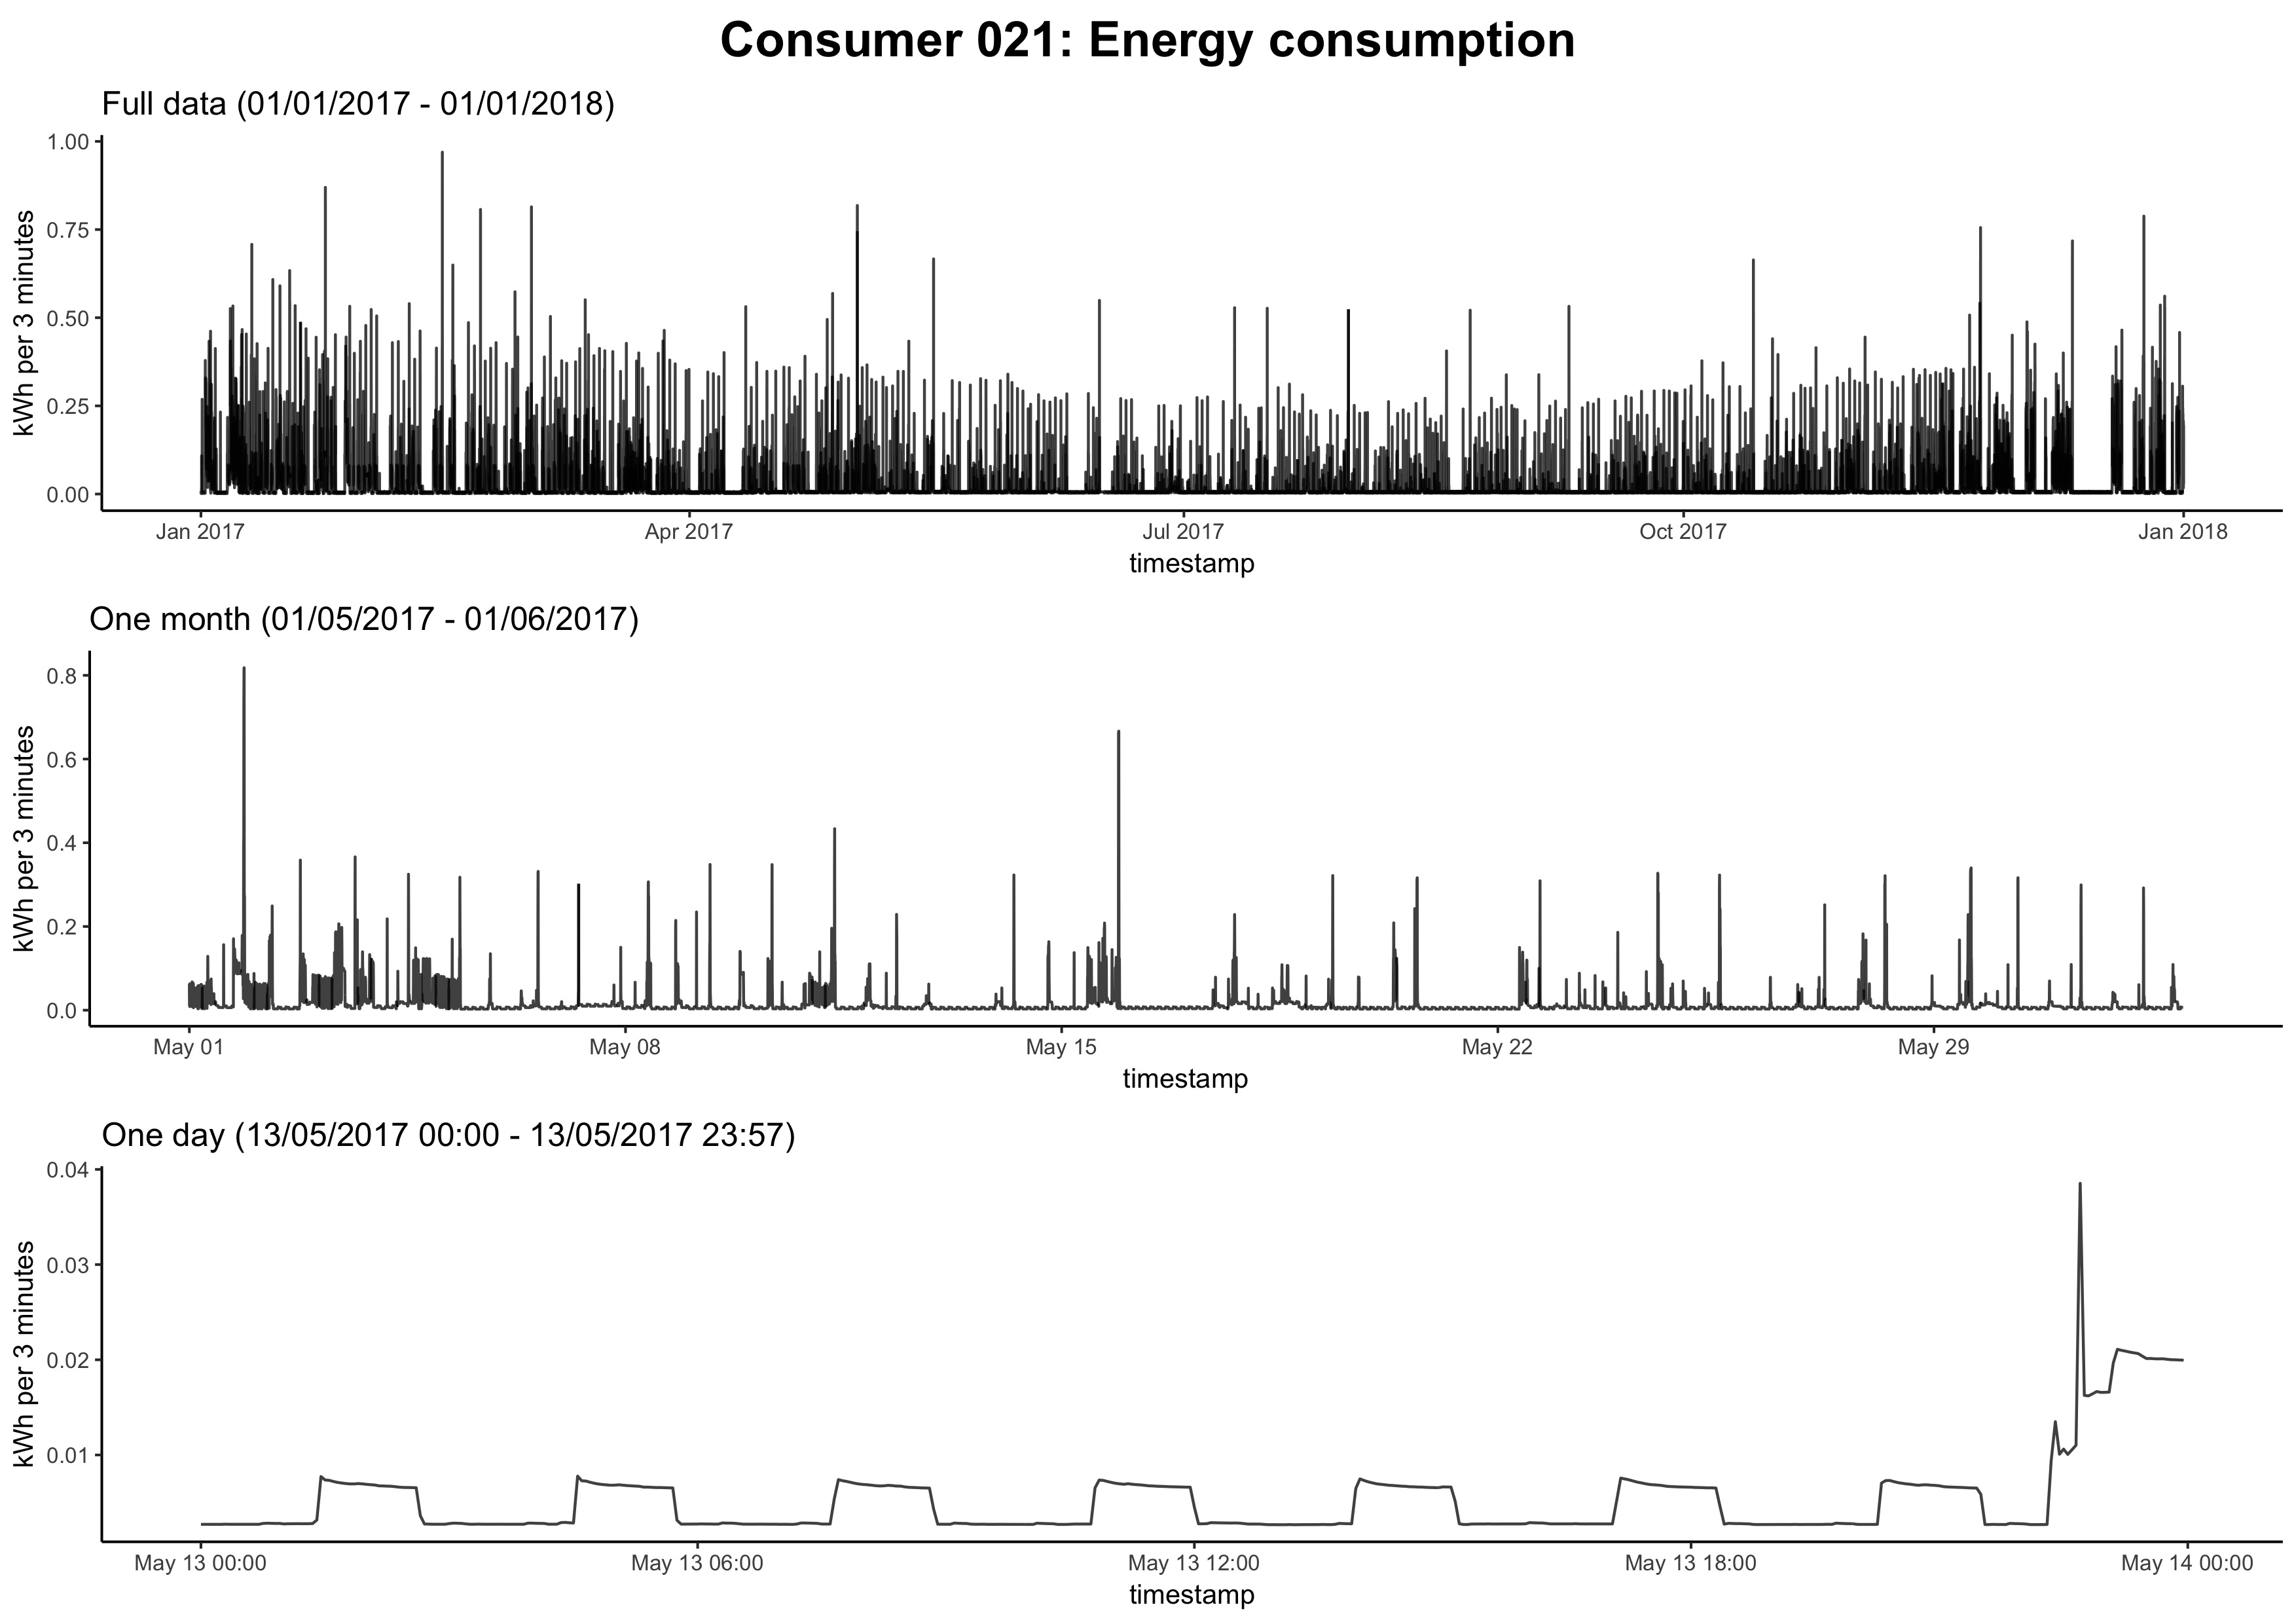 Consumer 021: Energy consumption
Full data (01/01/2017 - 01/01/2018)
kWh per 3 minutes
1.00
0.75
0.50
0.25
0.00
Jan 2017 Apr 2017 Jul 2017 Oct 2017 Jan 2018
timestamp
One month (01/05/2017 - 01/06/2017)
kWh per 3 minutes
0.8
0.6
0.4
0.2
0.0
May 01 May 08 May 15 May 22 May 29
timestamp
One day (13/05/2017 00:00 - 13/05/2017 23:57)
kWh per 3 minutes
0.04
0.03
0.02
0.01
May 13 00:00 May 13 06:00 May 13 12:00 May 13 18:00 May 14 00:00
timestamp